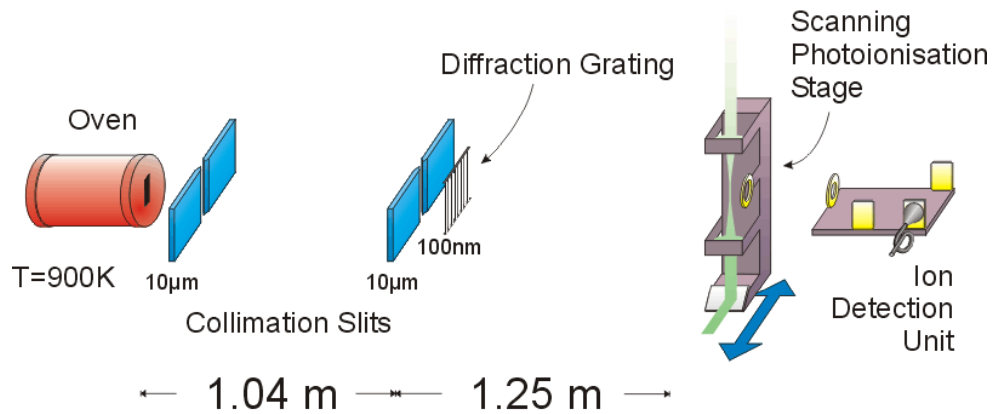 Scanning
Photoionisation
Stage
Diffraction Grating
Oven
100nm
T=900K
10µm
10µm
Ion
Detection
Unit
Collimation Slits
1.04 m
1.25 m